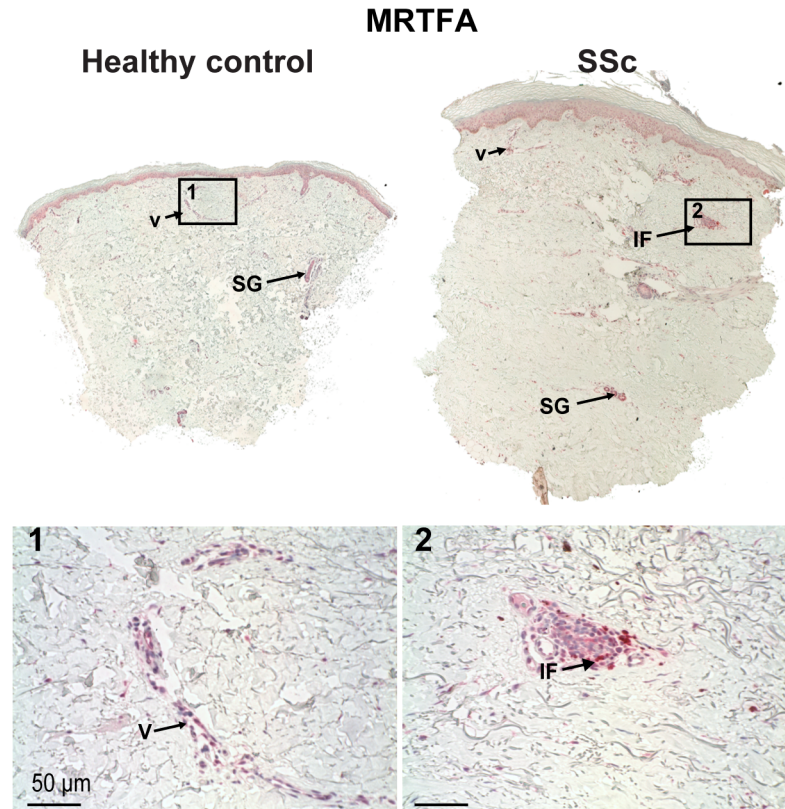 MRTFA
Healthy control
SSc
1
v
SG
v
2
IF
SG
1
V
50 μm
2
IF